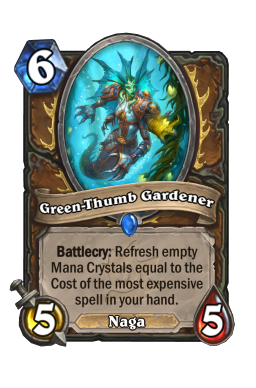 6
Green-Thumb Gardener
Battlecry: Refresh empty
Mana Crystals equal to the
Cost of the most expensive
spell in your hand.
5
Naga
5